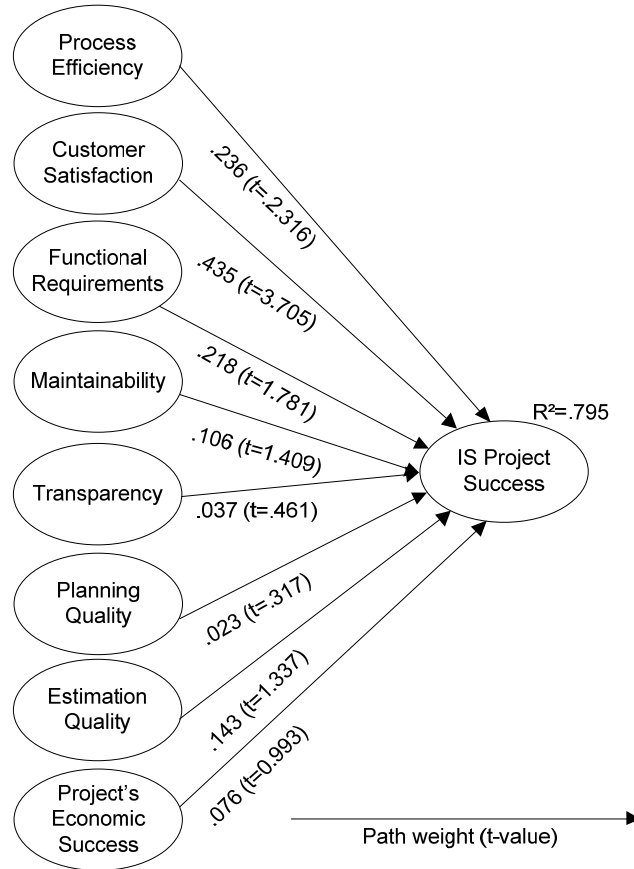 Process
Efficiency
.236 (t=.2.316)
Customer
Satisfaction
.435 (t=3.705)
Functional
Requirements
.218 (t=1.781)
Maintainability
.106 (t=1.409)
R²=.795
IS Project
Success
Transparency
.037 (t=.461)
Planning
Quality
.023 (t=.317)
Estimation
Quality
.143 (t=1.337)
Project's
Economic
Success
.076 (t=0.993)
Path weight (t-value)